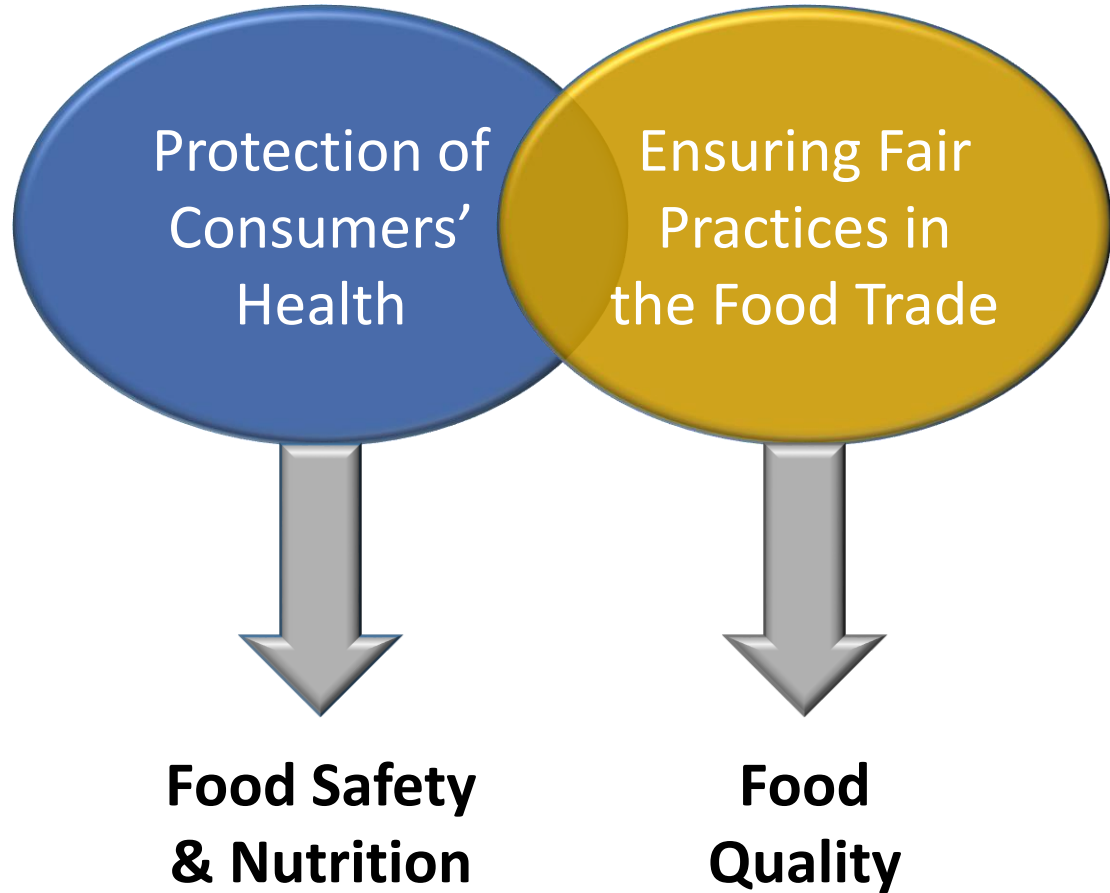 Protection of
Consumers’
Health
Ensuring Fair
Practices in
the Food Trade
Food Safety
& Nutrition
Food
Quality